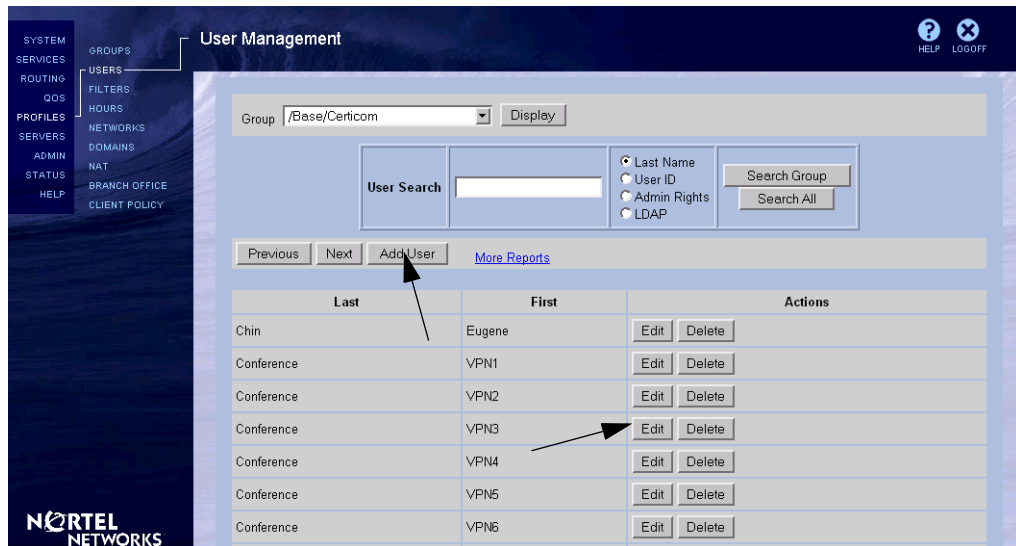 SYSTEM
SERVICES
ROUTING
QOS
PROFILES
SERVERS
ADMIN
STATUS
HELP
GROUPS
USERS
FILTERS
HOURS
NETWORKS
DOMAINS
NAT
BRANCH OFFICE
CLIENT POLICY
User Management
HELP LOGOFF
Group /Base/Certicom Display
User Search
Last Name
User ID
Admin Rights
LDAP
Search Group
Search All
Previous Next Add User More Reports
Last First Actions
Chin Eugene Edit Delete
Conference VPN1 Edit Delete
Conference VPN2 Edit Delete
Conference VPN3 Edit Delete
Conference VPN4 Edit Delete
Conference VPN5 Edit Delete
Conference VPN6 Edit Delete
NORTEL
NETWORKS